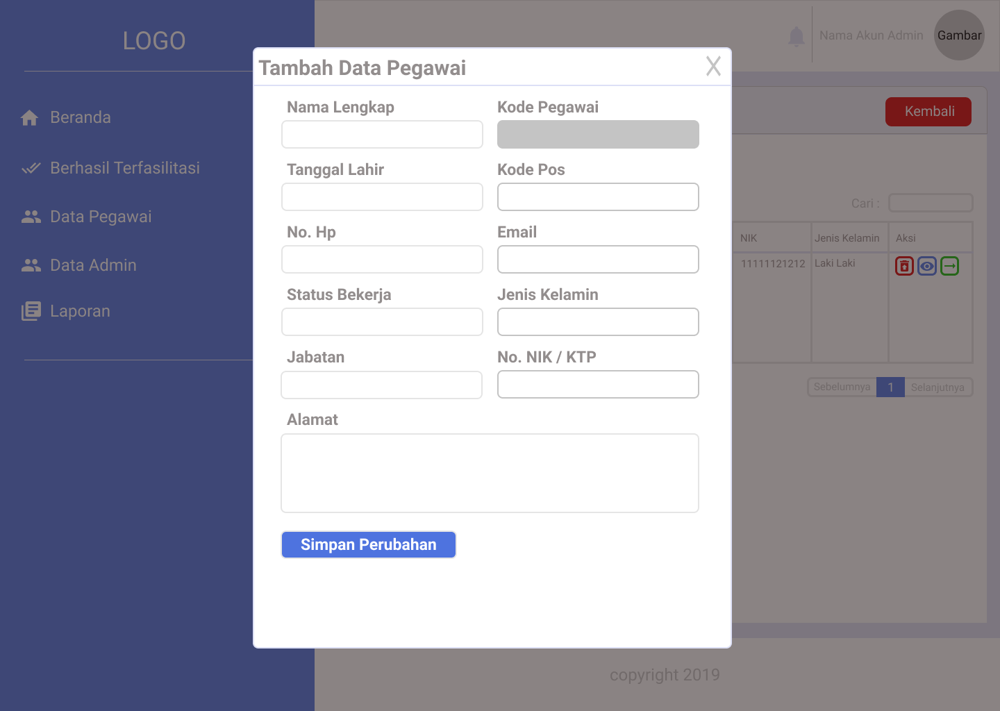 LOGO
Beranda
Berhasil Terfasilitasi
Data Pegawai
Data Admin
Laporan
Nama Akun Admin
Gambar
Kembali
Cari :
NIK Jenis Kelamin Aksi
11111121212 Laki Laki
Sebelumnya 1 Selanjutnya
Tambah Data Pegawai X
Nama Lengkap Kode Pegawai
Tanggal Lahir Kode Pos
No. Hp Email
Status Bekerja Jenis Kelamin
Jabatan No. NIK / KTP
Alamat
Simpan Perubahan
copyright 2019